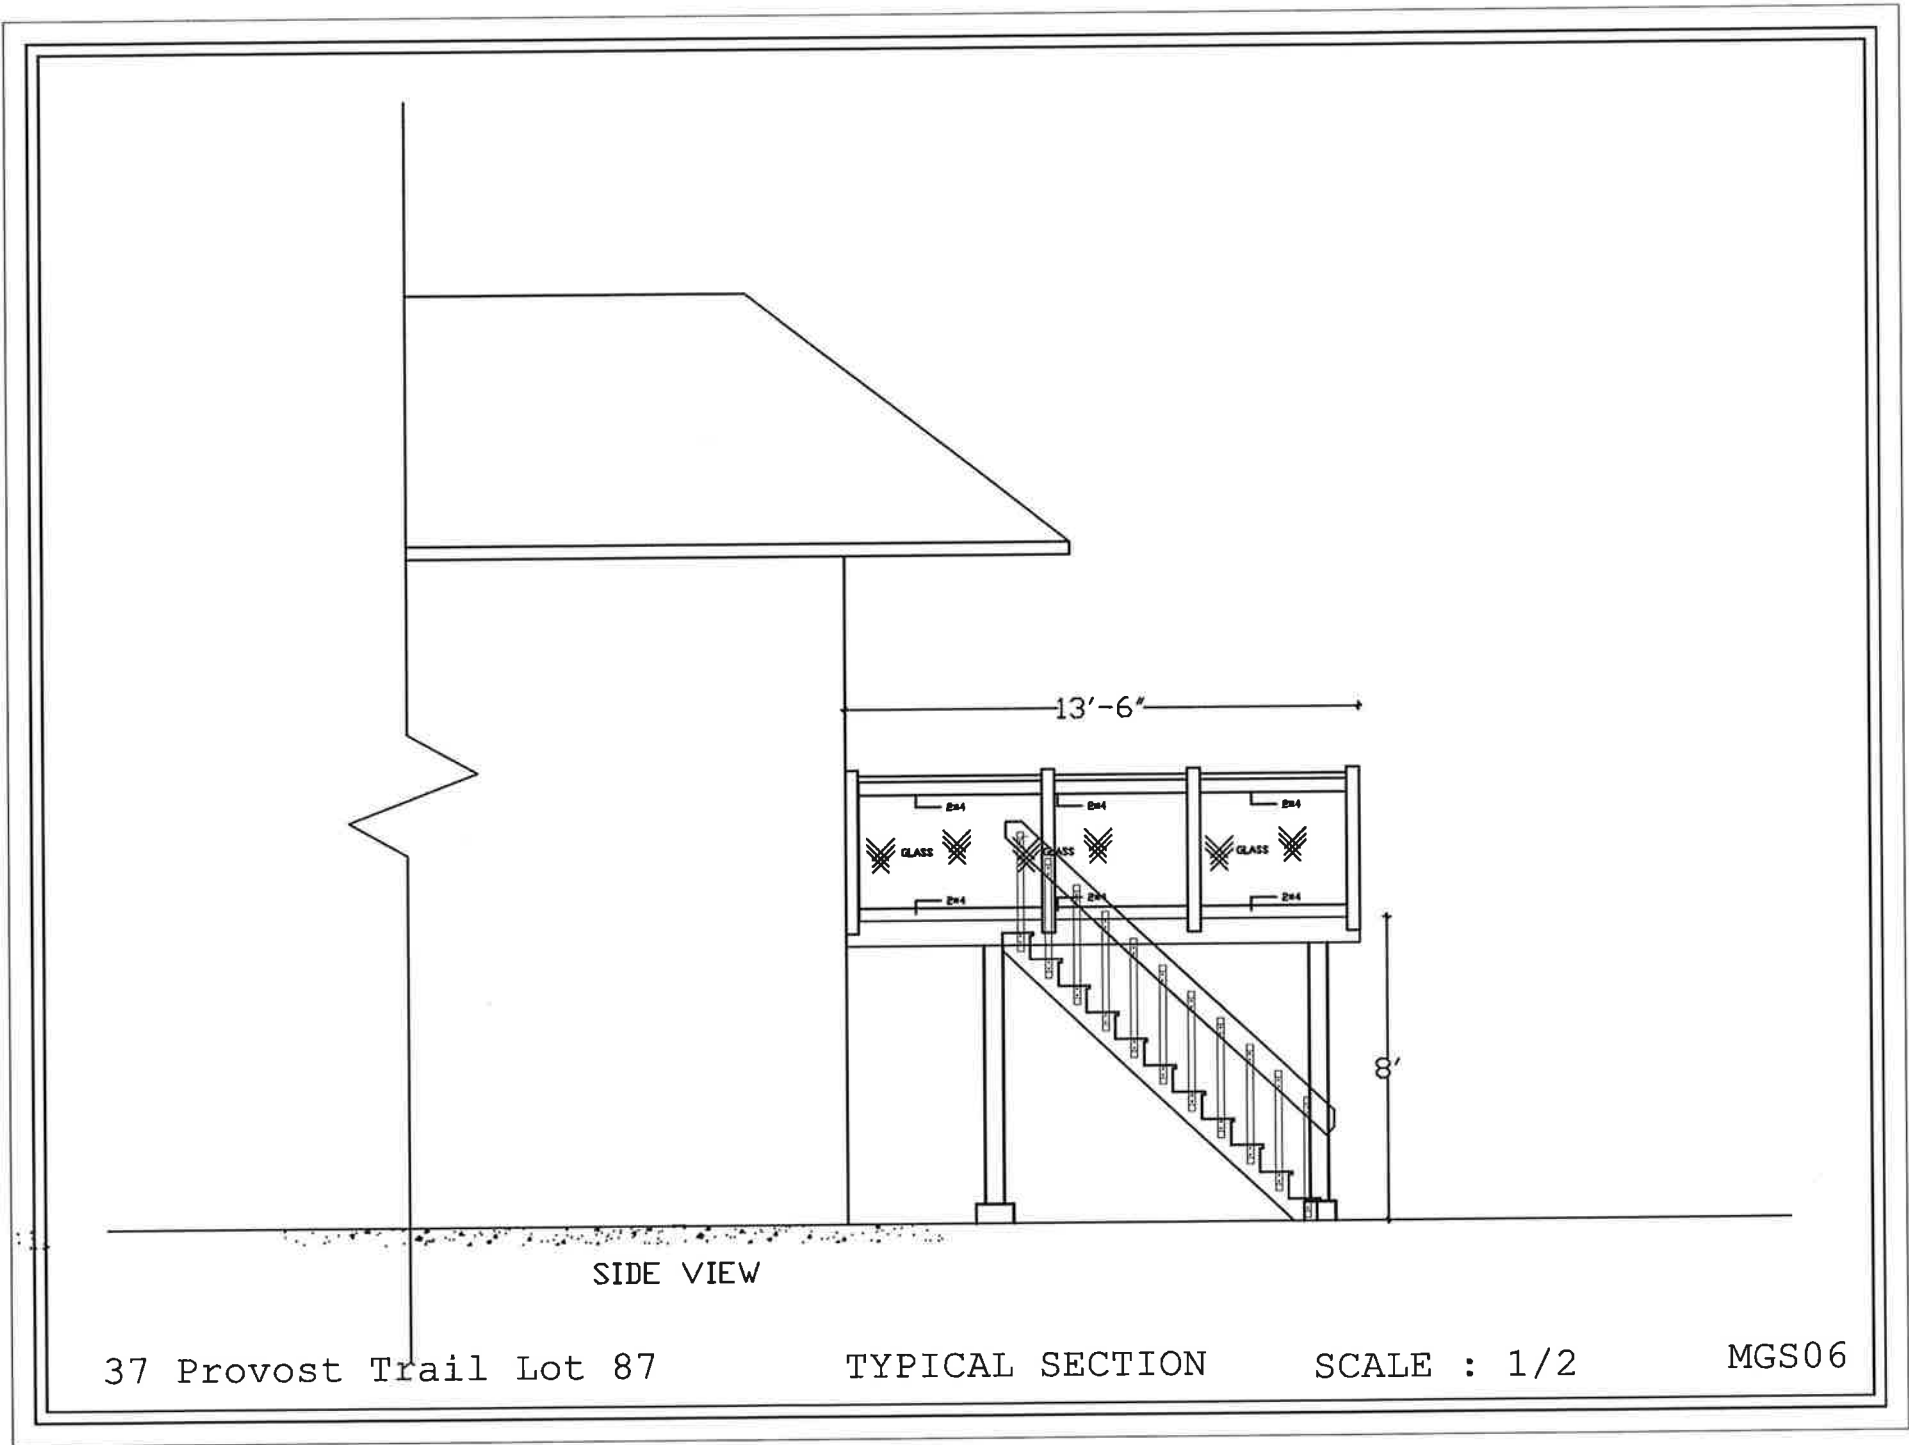 13'-6"
2x4
2x4
2x4
GLASS
GLASS
GLASS
2x4
2x4
2x4
8'
SIDE VIEW
37 Provost Trail Lot 87
TYPICAL SECTION
SCALE : 1/2
MGS06